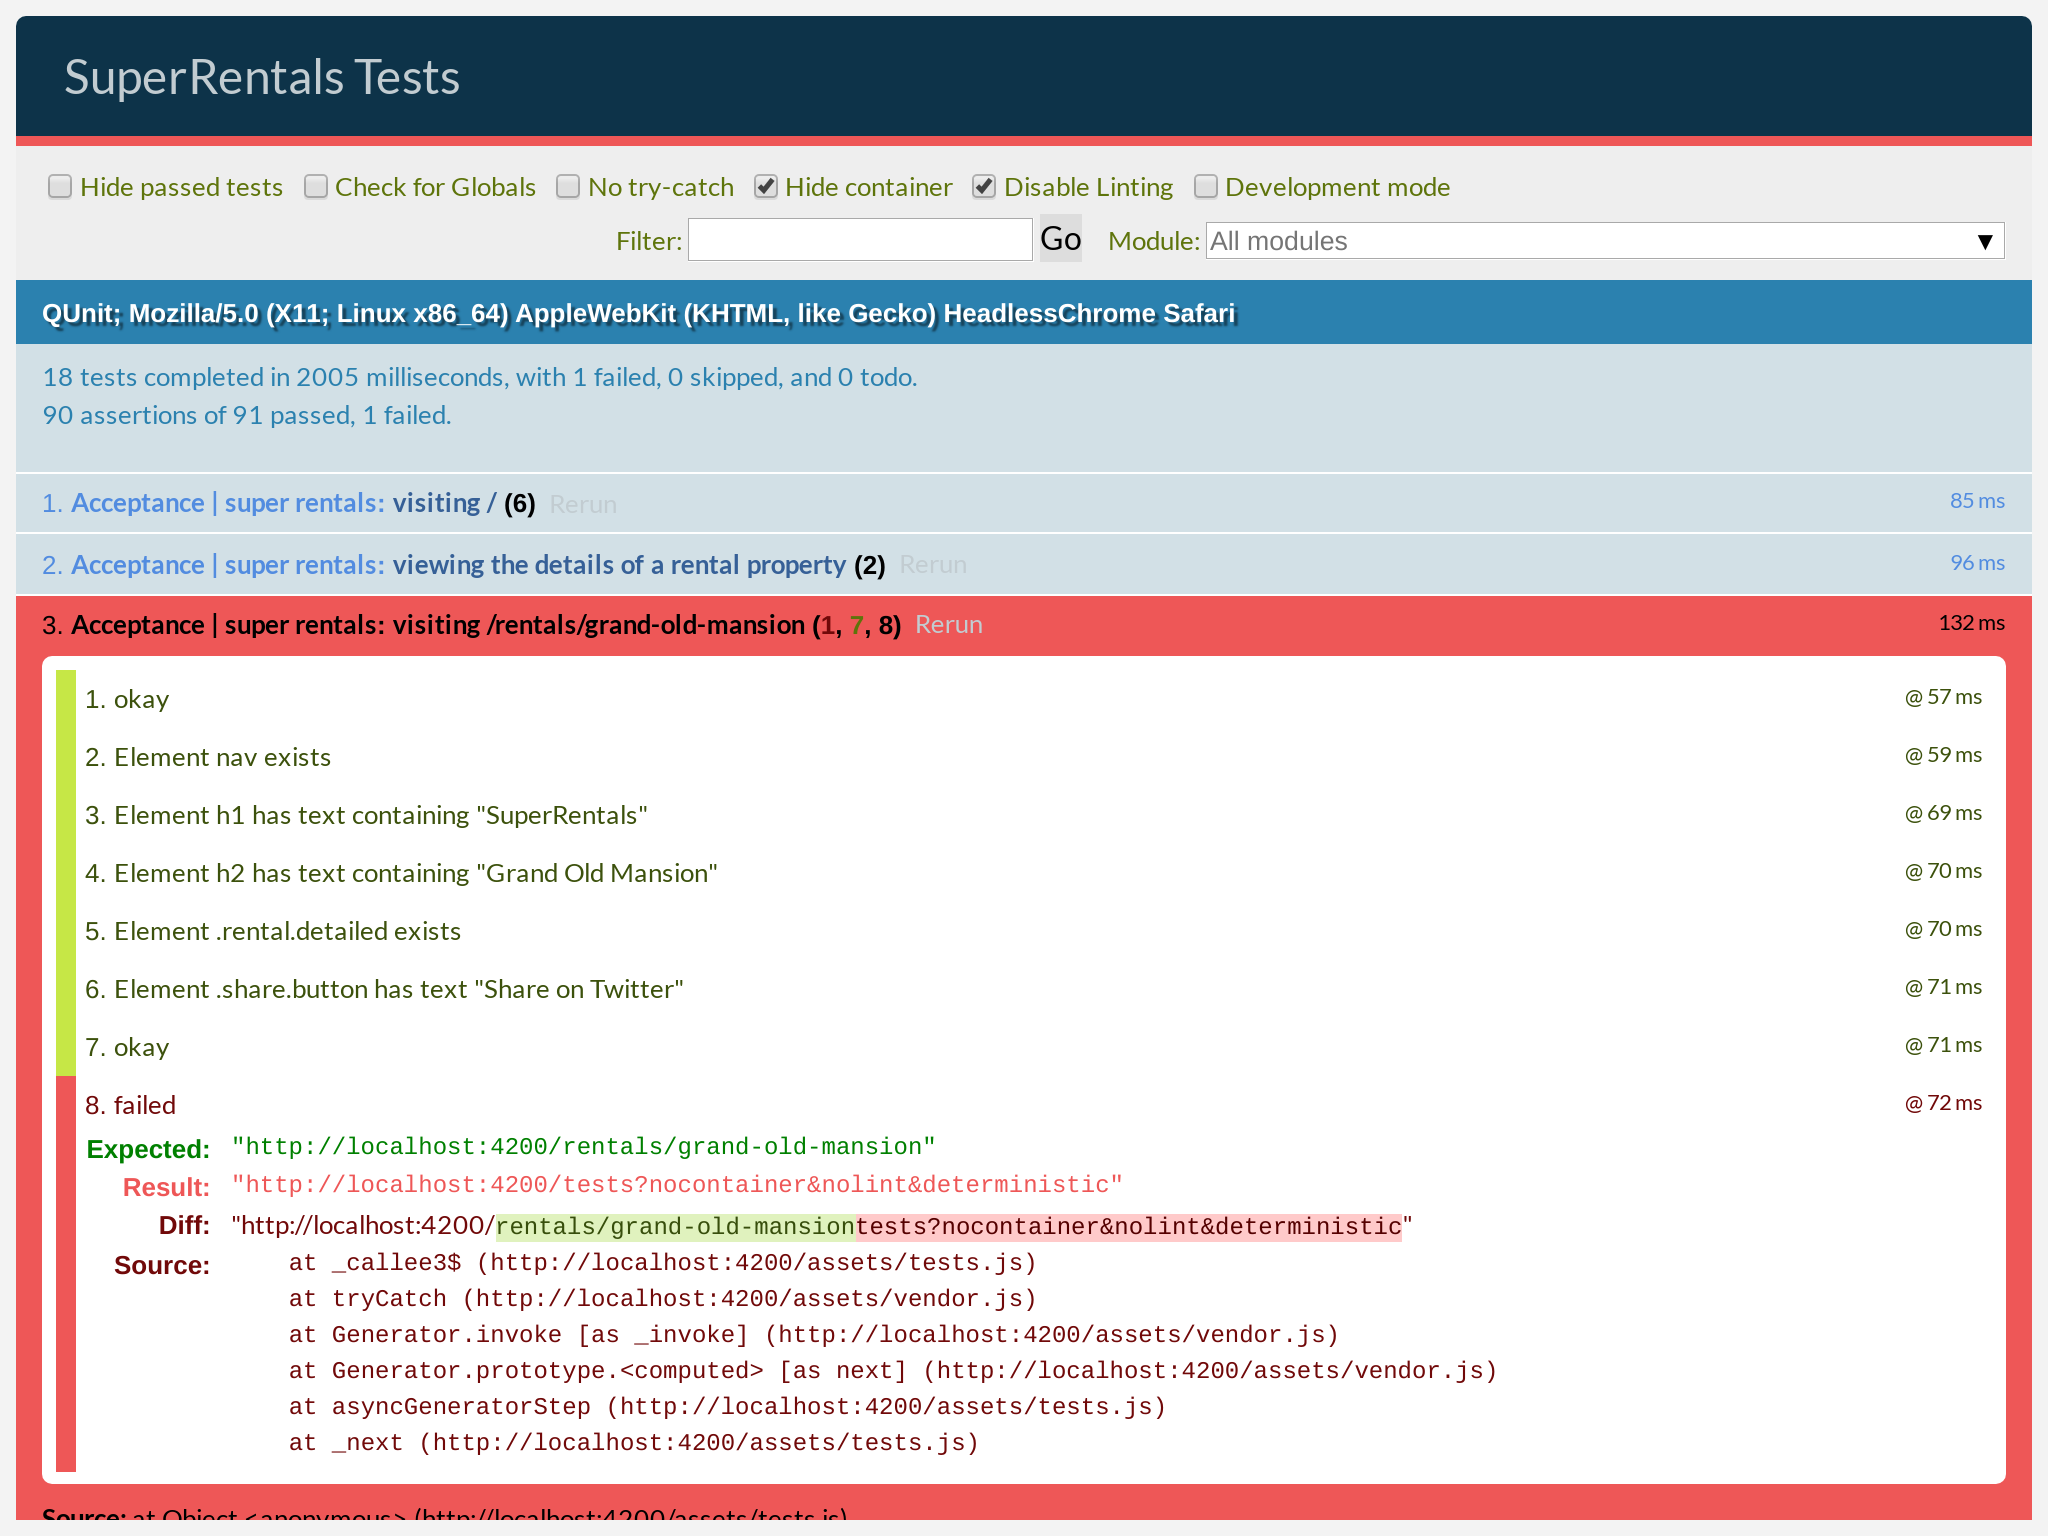 SuperRentals Tests
Hide passed tests Check for Globals No try-catch Hide container Disable Linting Development mode
Filter: Go Module: All modules ▼
QUnit; Mozilla/5.0 (X11; Linux x86_64) AppleWebKit (KHTML, like Gecko) HeadlessChrome Safari
18 tests completed in 2005 milliseconds, with 1 failed, 0 skipped, and 0 todo.
90 assertions of 91 passed, 1 failed.
1. Acceptance | super rentals: visiting / (6) Rerun 85 ms
2. Acceptance | super rentals: viewing the details of a rental property (2) Rerun 96 ms
3. Acceptance | super rentals: visiting /rentals/grand-old-mansion (1, 7, 8) Rerun 132 ms
1. okay @ 57 ms
2. Element nav exists @ 59 ms
3. Element h1 has text containing "SuperRentals" @ 69 ms
4. Element h2 has text containing "Grand Old Mansion" @ 70 ms
5. Element .rental.detailed exists @ 70 ms
6. Element .share.button has text "Share on Twitter" @ 71 ms
7. okay @ 71 ms
8. failed @ 72 ms
Expected: "http://localhost:4200/rentals/grand-old-mansion"
Result: "http://localhost:4200/tests?nocontainer&nolint&deterministic"
Diff: "http://localhost:4200/rentals/grand-old-mansiontests?nocontainer&nolint&deterministic"
Source: at _callee3$ (http://localhost:4200/assets/tests.js)
at tryCatch (http://localhost:4200/assets/vendor.js)
at Generator.invoke [as _invoke] (http://localhost:4200/assets/vendor.js)
at Generator.prototype.<computed> [as next] (http://localhost:4200/assets/vendor.js)
at asyncGeneratorStep (http://localhost:4200/assets/tests.js)
at _next (http://localhost:4200/assets/tests.js)
Source: at Object.<anonymous> (http://localhost:4200/assets/tests.js)